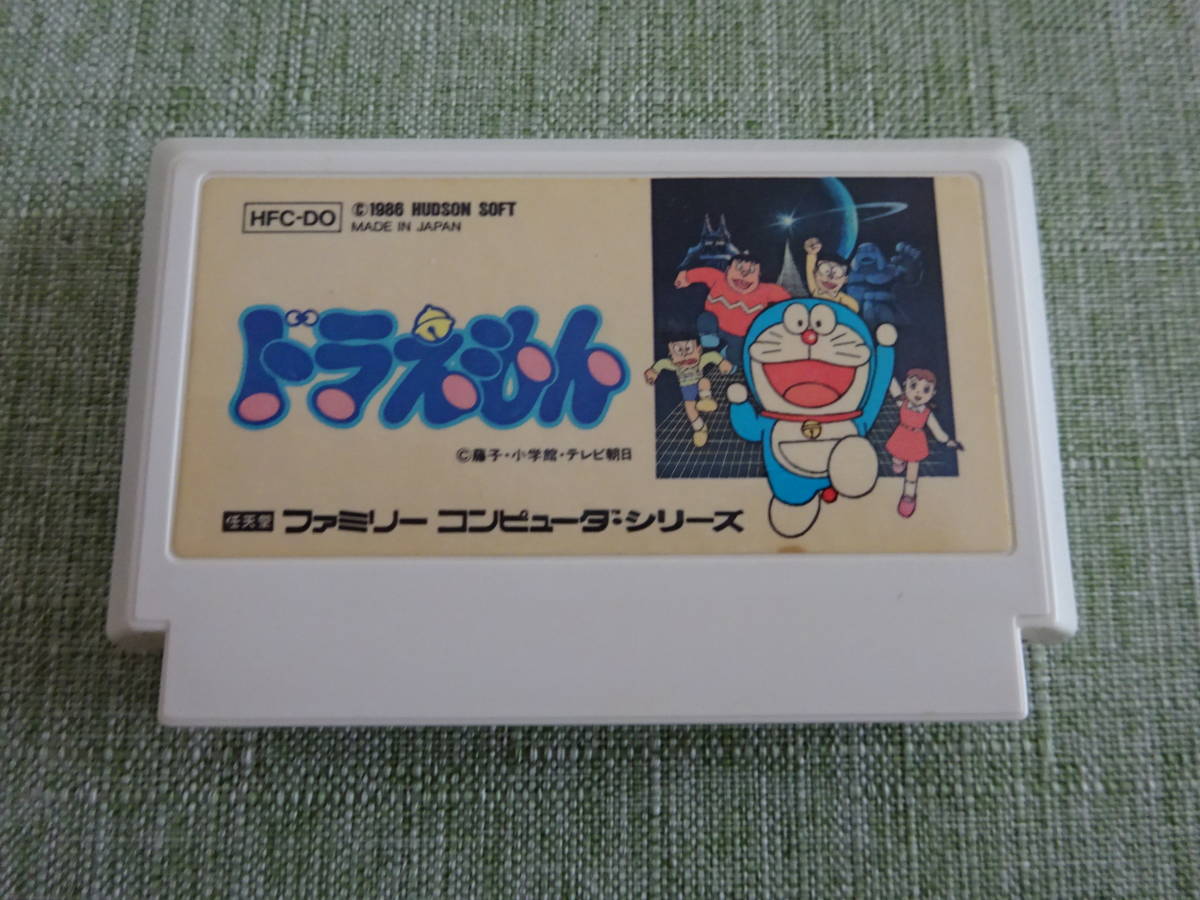 HFC-DO
©1986 HUDSON SOFT
MADE IN JAPAN
ドラえもん
©藤子・小学館・テレビ朝日
任天堂 ファミリー コンピュータ・シリーズ